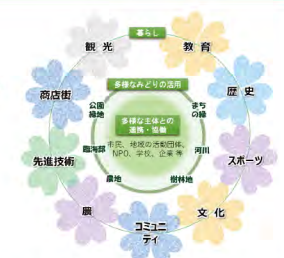 暮らし
観光
教育
多様なみどりの活用
商店街
歴史
公園
緑地
まち
の緑
多様な主体との
連携・協働
市民、地域の活動団体、
NPO、学校、企業 等
先進技術
臨海部
河川
スポーツ
農地
樹林地
農
文化
コミュニ
ティ